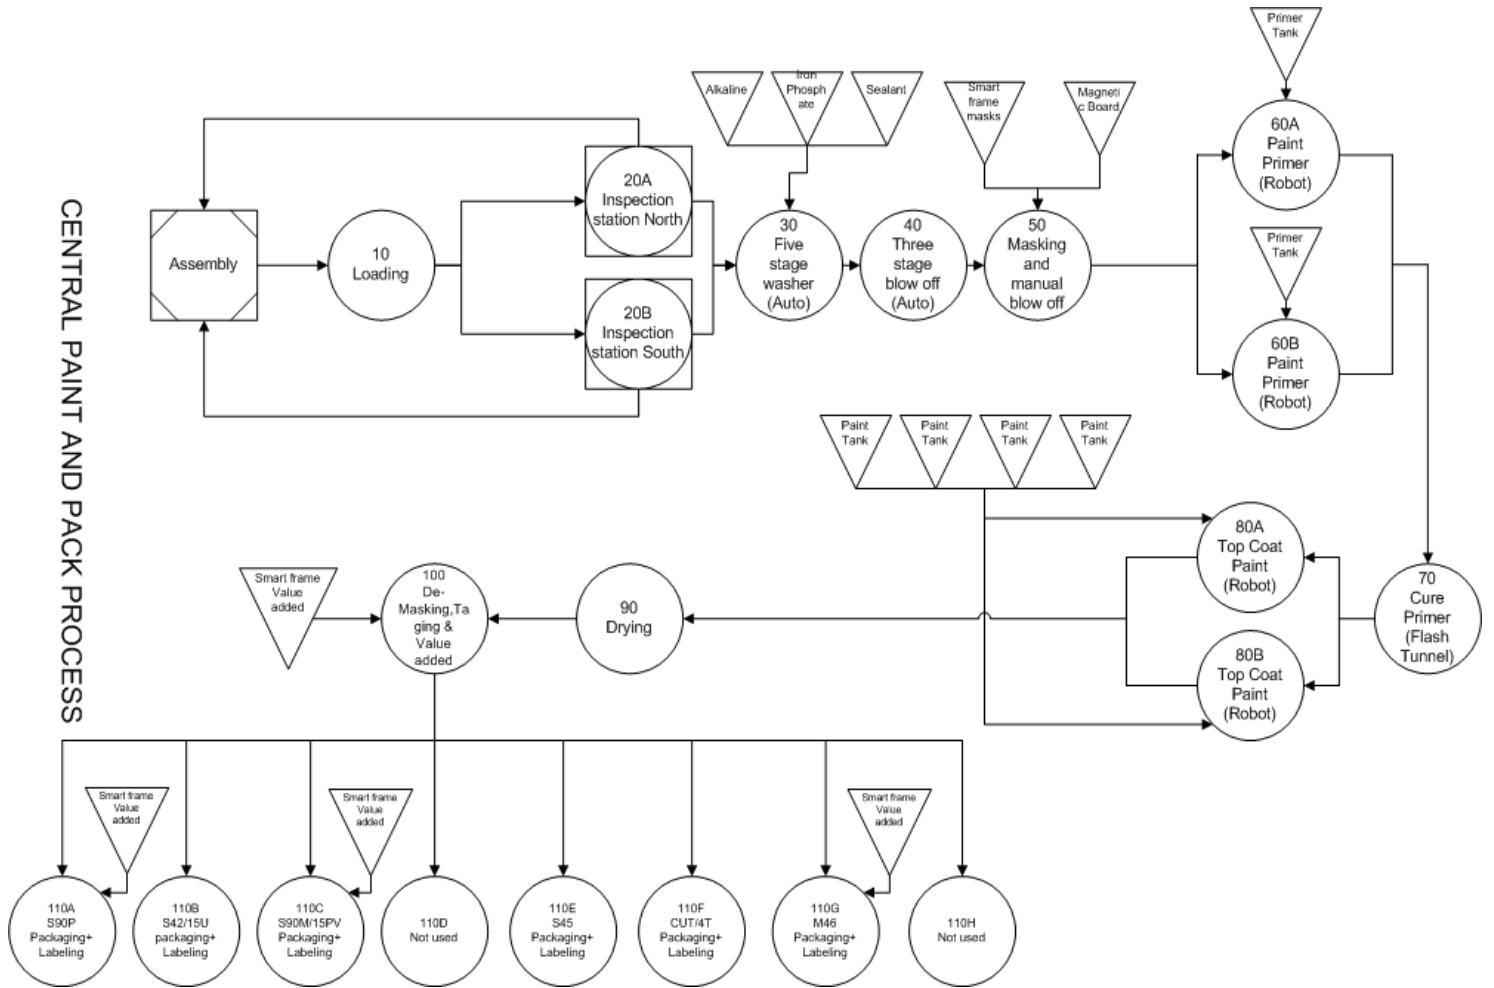 CENTRAL PAINT AND PACK PROCESS
Assembly
10
Loading
20A
Inspection
station North
20B
Inspection
station South
Alkaline
Iron
Phosph
ate
Sealant
30
Five
stage
washer
(Auto)
40
Three
stage
blow off
(Auto)
Smart
frame
masks
Magneti
c Board
50
Masking
and
manual
blow off
Primer
Tank
60A
Paint
Primer
(Robot)
Primer
Tank
60B
Paint
Primer
(Robot)
70
Cure
Primer
(Flash
Tunnel)
Paint
Tank
Paint
Tank
Paint
Tank
Paint
Tank
80A
Top Coat
Paint
(Robot)
80B
Top Coat
Paint
(Robot)
90
Drying
100
De-
Masking,Ta
ging &
Value
added
Smart frame
Value
added
Smart frame
Value
added
Smart frame
Value
added
Smart frame
Value
added
110A
S90P
Packaging+
Labeling
110B
S42/15U
packaging+
Labeling
110C
S90M/15PV
Packaging+
Labeling
110D
Not used
110E
S45
Packaging+
Labeling
110F
CUT/4T
Packaging+
Labeling
110G
M46
Packaging+
Labeling
110H
Not used